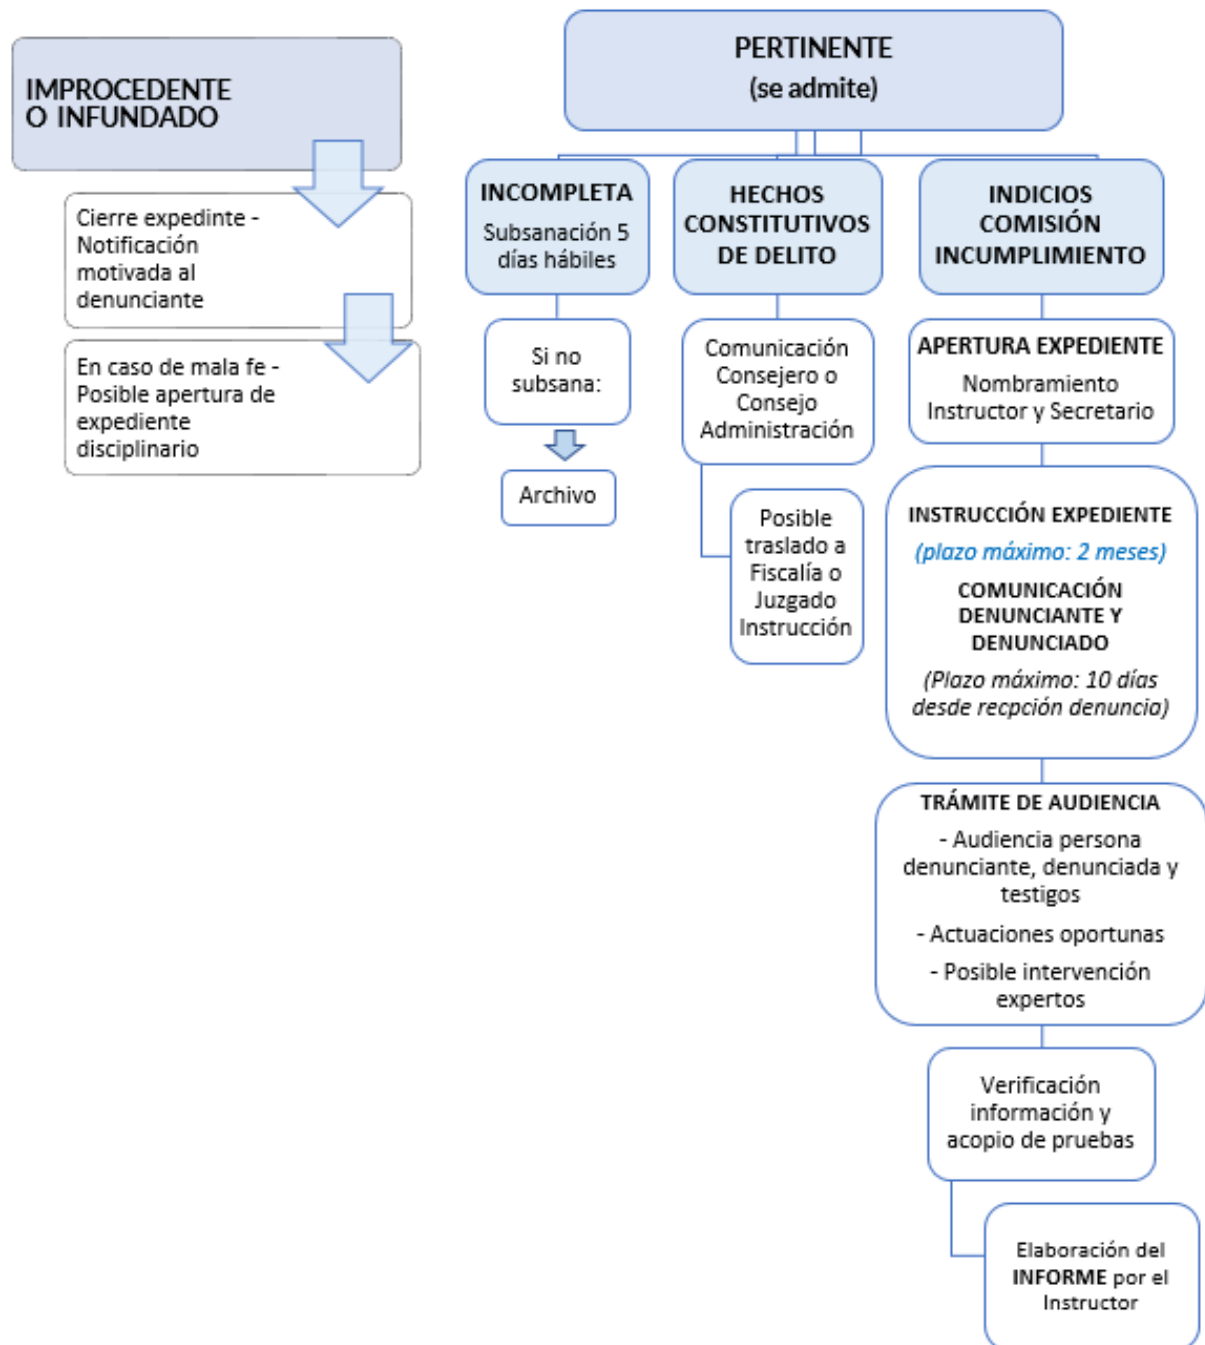 IMPROCEDENTE
O INFUNDADO
Cierre expedinte -
Notificación
motivada al
denunciante
En caso de mala fe -
Posible apertura de
expediente
disciplinario
PERTINENTE
(se admite)
INCOMPLETA
Subsanación 5
días hábiles
Si no
subsana:
Archivo
HECHOS
CONSTITUTIVOS
DE DELITO
Comunicación
Consejero o
Consejo
Administración
Posible
traslado a
Fiscalía o
Juzgado
Instrucción
INDICIOS
COMISIÓN
INCUMPLIMIENTO
APERTURA EXPEDIENTE
Nombramiento
Instructor y Secretario
INSTRUCCIÓN EXPEDIENTE
(plazo máximo: 2 meses)
COMUNICACIÓN
DENUNCIANTE Y
DENUNCIADO
(Plazo máximo: 10 días
desde recpción denuncia)
TRÁMITE DE AUDIENCIA
- Audiencia persona
denunciante, denunciada y
testigos
- Actuaciones oportunas
- Posible intervención
expertos
Verificación
información y
acopio de pruebas
Elaboración del
INFORME por el
Instructor